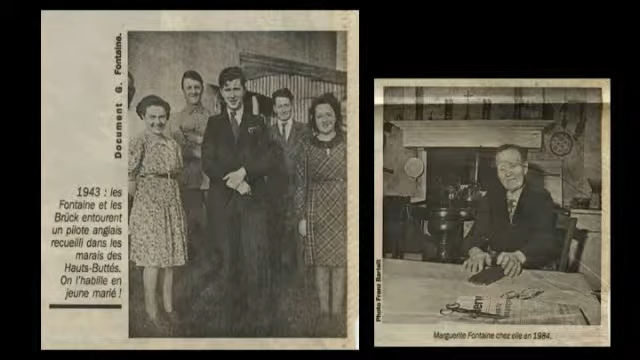 Document G. Fontaine.
1943 : les
Fontaine et les
Brück entourent
un pilote anglais
recueilli dans les
marais des
Hauts-Buttés.
On l'habille en
jeune marié !
Photo Franz Bartelt
Marguerite Fontaine chez elle en 1984.